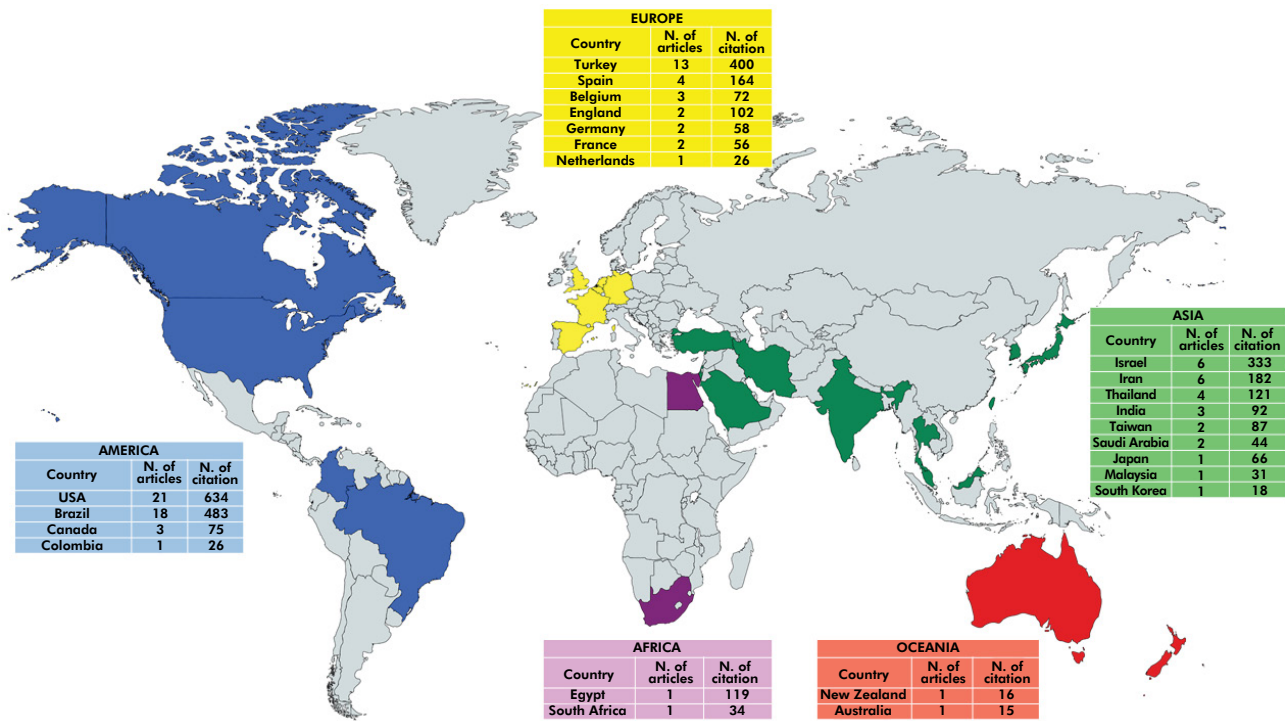 EUROPE
Country N. of articles N. of citation
Turkey 13 400
Spain 4 164
Belgium 3 72
England 2 102
Germany 2 58
France 2 56
Netherlands 1 26
ASIA
Country N. of articles N. of citation
Israel 6 333
Iran 6 182
Thailand 4 121
India 3 92
Taiwan 2 87
Saudi Arabia 2 44
Japan 1 66
Malaysia 1 31
South Korea 1 18
AMERICA
Country N. of articles N. of citation
USA 21 634
Brazil 18 483
Canada 3 75
Colombia 1 26
AFRICA
Country N. of articles N. of citation
Egypt 1 119
South Africa 1 34
OCEANIA
Country N. of articles N. of citation
New Zealand 1 16
Australia 1 15